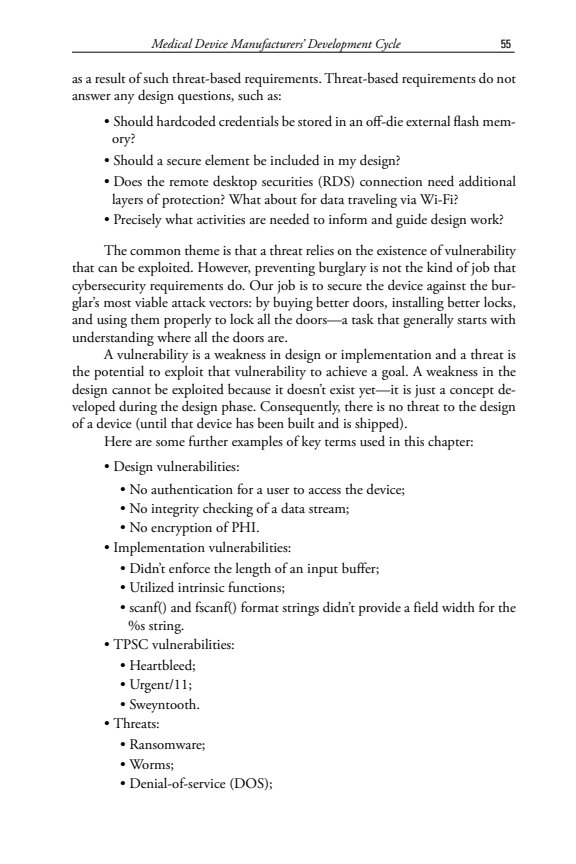 Medical Device Manufacturers' Development Cycle 55
as a result of such threat-based requirements. Threat-based requirements do not
answer any design questions, such as:
• Should hardcoded credentials be stored in an off-die external flash mem-
ory?
• Should a secure element be included in my design?
• Does the remote desktop securities (RDS) connection need additional
layers of protection? What about for data traveling via Wi-Fi?
• Precisely what activities are needed to inform and guide design work?
The common theme is that a threat relies on the existence of vulnerability
that can be exploited. However, preventing burglary is not the kind of job that
cybersecurity requirements do. Our job is to secure the device against the bur-
glar's most viable attack vectors: by buying better doors, installing better locks,
and using them properly to lock all the doors—a task that generally starts with
understanding where all the doors are.
A vulnerability is a weakness in design or implementation and a threat is
the potential to exploit that vulnerability to achieve a goal. A weakness in the
design cannot be exploited because it doesn't exist yet—it is just a concept de-
veloped during the design phase. Consequently, there is no threat to the design
of a device (until that device has been built and is shipped).
Here are some further examples of key terms used in this chapter:
• Design vulnerabilities:
• No authentication for a user to access the device;
• No integrity checking of a data stream;
• No encryption of PHI.
• Implementation vulnerabilities:
• Didn't enforce the length of an input buffer;
• Utilized intrinsic functions;
• scanf() and fscanf() format strings didn't provide a field width for the
%s string.
• TPSC vulnerabilities:
• Heartbleed;
• Urgent/11;
• Sweyntooth.
• Threats:
• Ransomware;
• Worms;
• Denial-of-service (DOS);